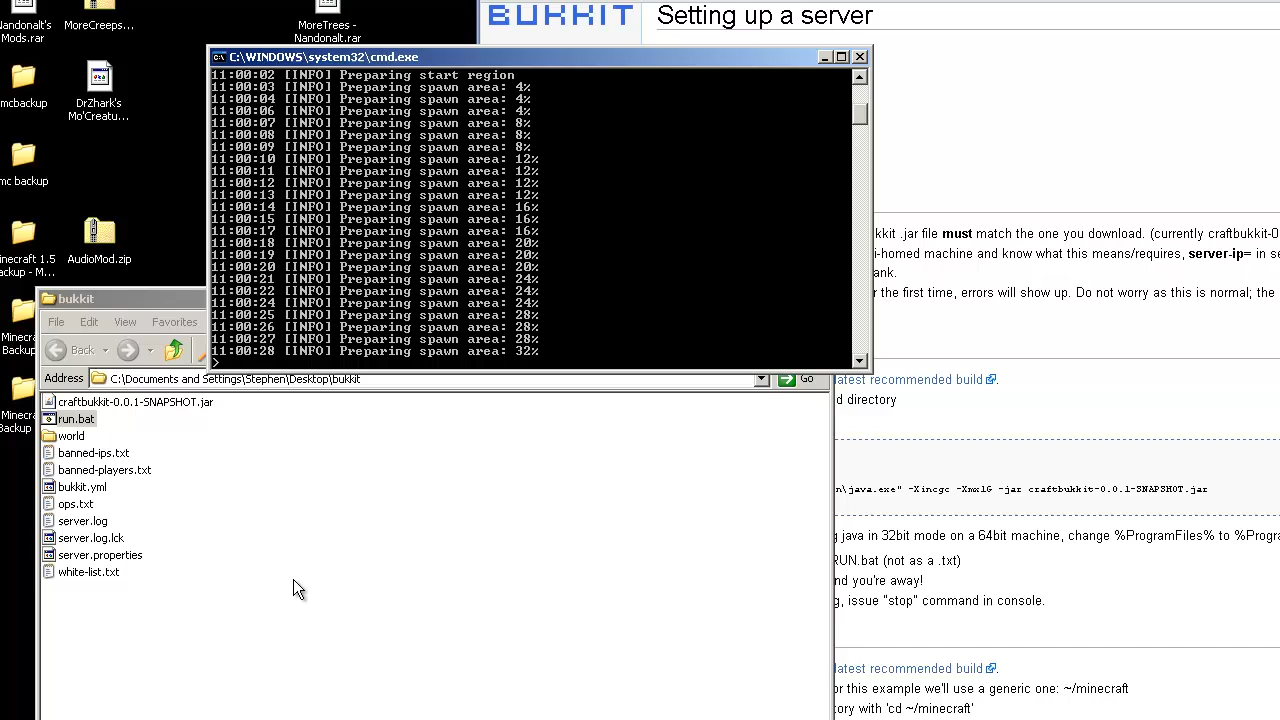 Nandonalt's
Mods.rar
MoreCreeps...
MoreTrees -
Nandonalt.rar
mcbackup
DrZhark's
Mo'Creatu...
mc backup
Minecraft 1.5
Backup - M...
AudioMod.zip
Minecra
Backup
Minecra
Backup
BUKKIT
Setting up a server
C:\WINDOWS\system32\cmd.exe
11:00:02 [INFO] Preparing start region
11:00:03 [INFO] Preparing spawn area: 4%
11:00:04 [INFO] Preparing spawn area: 4%
11:00:06 [INFO] Preparing spawn area: 4%
11:00:07 [INFO] Preparing spawn area: 8%
11:00:08 [INFO] Preparing spawn area: 8%
11:00:09 [INFO] Preparing spawn area: 8%
11:00:10 [INFO] Preparing spawn area: 12%
11:00:11 [INFO] Preparing spawn area: 12%
11:00:12 [INFO] Preparing spawn area: 12%
11:00:13 [INFO] Preparing spawn area: 12%
11:00:14 [INFO] Preparing spawn area: 16%
11:00:15 [INFO] Preparing spawn area: 16%
11:00:17 [INFO] Preparing spawn area: 16%
11:00:18 [INFO] Preparing spawn area: 20%
11:00:19 [INFO] Preparing spawn area: 20%
11:00:20 [INFO] Preparing spawn area: 20%
11:00:21 [INFO] Preparing spawn area: 24%
11:00:22 [INFO] Preparing spawn area: 24%
11:00:24 [INFO] Preparing spawn area: 24%
11:00:25 [INFO] Preparing spawn area: 28%
11:00:26 [INFO] Preparing spawn area: 28%
11:00:27 [INFO] Preparing spawn area: 28%
11:00:28 [INFO] Preparing spawn area: 32%
>
bukkit
File Edit View Favorites
Back
Address C:\Documents and Settings\Stephen\Desktop\bukkit Go
craftbukkit-0.0.1-SNAPSHOT.jar
run.bat
world
banned-ips.txt
banned-players.txt
bukkit.yml
ops.txt
server.log
server.log.lck
server.properties
white-list.txt
kkit .jar file must match the one you download. (currently craftbukkit-0
i-homed machine and know what this means/requires, server-ip= in se
ank.
r the first time, errors will show up. Do not worry as this is normal; the
latest recommended build.
d directory
n\java.exe" -Xincgc -Xmx1G -jar craftbukkit-0.0.1-SNAPSHOT.jar
g java in 32bit mode on a 64bit machine, change %ProgramFiles% to %Progra
RUN.bat (not as a .txt)
nd you're away!
g, issue "stop" command in console.
latest recommended build.
or this example we'll use a generic one: ~/minecraft
tory with 'cd ~/minecraft'